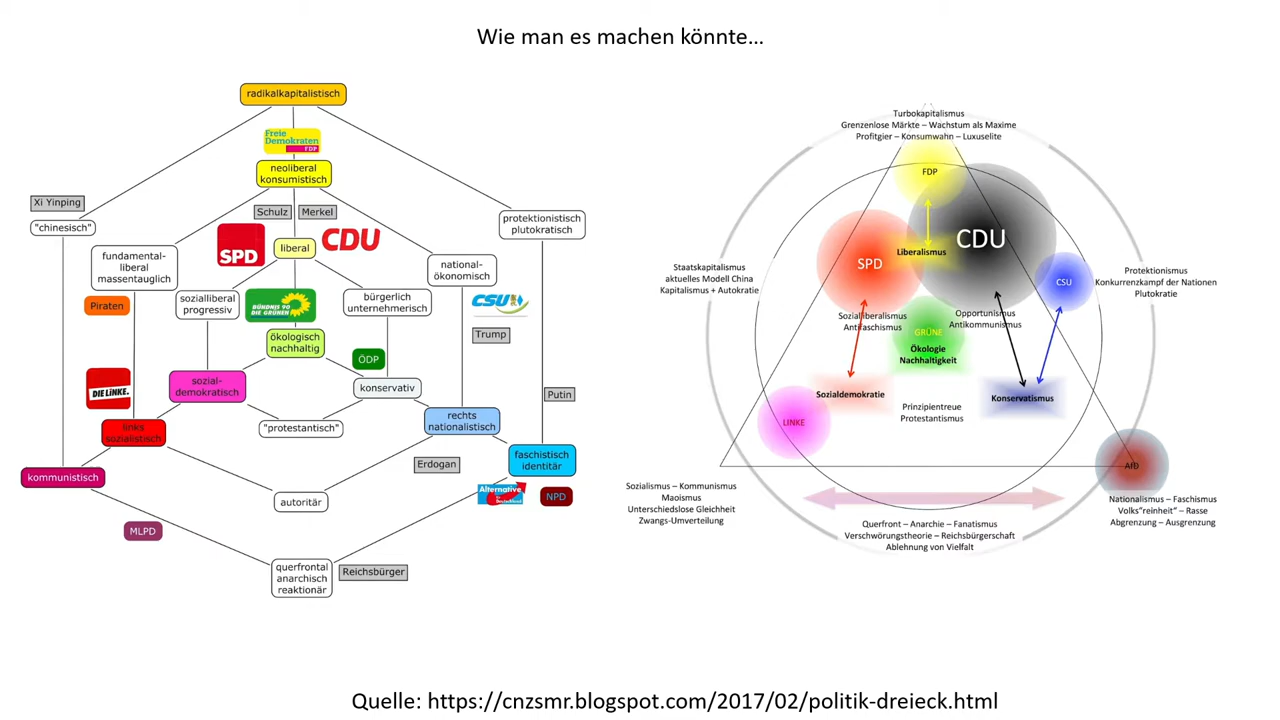 Wie man es machen könnte...
radikalkapitalistisch
Freie
Demokraten
FDP
neoliberal
konsumistisch
Xi Yinping
"chinesisch"
Schulz
Merkel
protektionistisch
plutokratisch
SPD
liberal
CDU
fundamental-
liberal
massentauglich
national-
ökonomisch
Piraten
sozialliberal
progressiv
BÜNDNIS 90
DIE GRÜNEN
bürgerlich
unternehmerisch
CSU
Trump
ökologisch
nachhaltig
ÖDP
DIE LINKE.
sozial-
demokratisch
konservativ
Putin
links
sozialistisch
"protestantisch"
rechts
nationalistisch
kommunistisch
Erdogan
faschistisch
identitär
autoritär
Alternative
für
Deutschland
NPD
MLPD
querfrontal
anarchisch
reaktionär
Reichsbürger
Turbokapitalismus
Grenzenlose Märkte – Wachstum als Maxime
Profitgier – Konsumwahn – Luxuselite
FDP
CDU
Liberalismus
SPD
Staatskapitalismus
aktuelles Modell China
Kapitalismus + Autokratie
CSU
Protektionismus
Konkurrenzkampf der Nationen
Plutokratie
Sozialliberalismus
Antifaschismus
Opportunismus
Antikommunismus
GRÜNE
Ökologie
Nachhaltigkeit
Sozialdemokratie
Konservatismus
Prinzipientreue
Protestantismus
LINKE
AfD
Sozialismus – Kommunismus
Maoismus
Unterschiedslose Gleichheit
Zwangs-Umverteilung
Nationalismus – Faschismus
Volks"reinheit" – Rasse
Abgrenzung – Ausgrenzung
Querfront – Anarchie – Fanatismus
Verschwörungstheorie – Reichsbürgerschaft
Ablehnung von Vielfalt
Quelle: https://cnzsmr.blogspot.com/2017/02/politik-dreieck.html